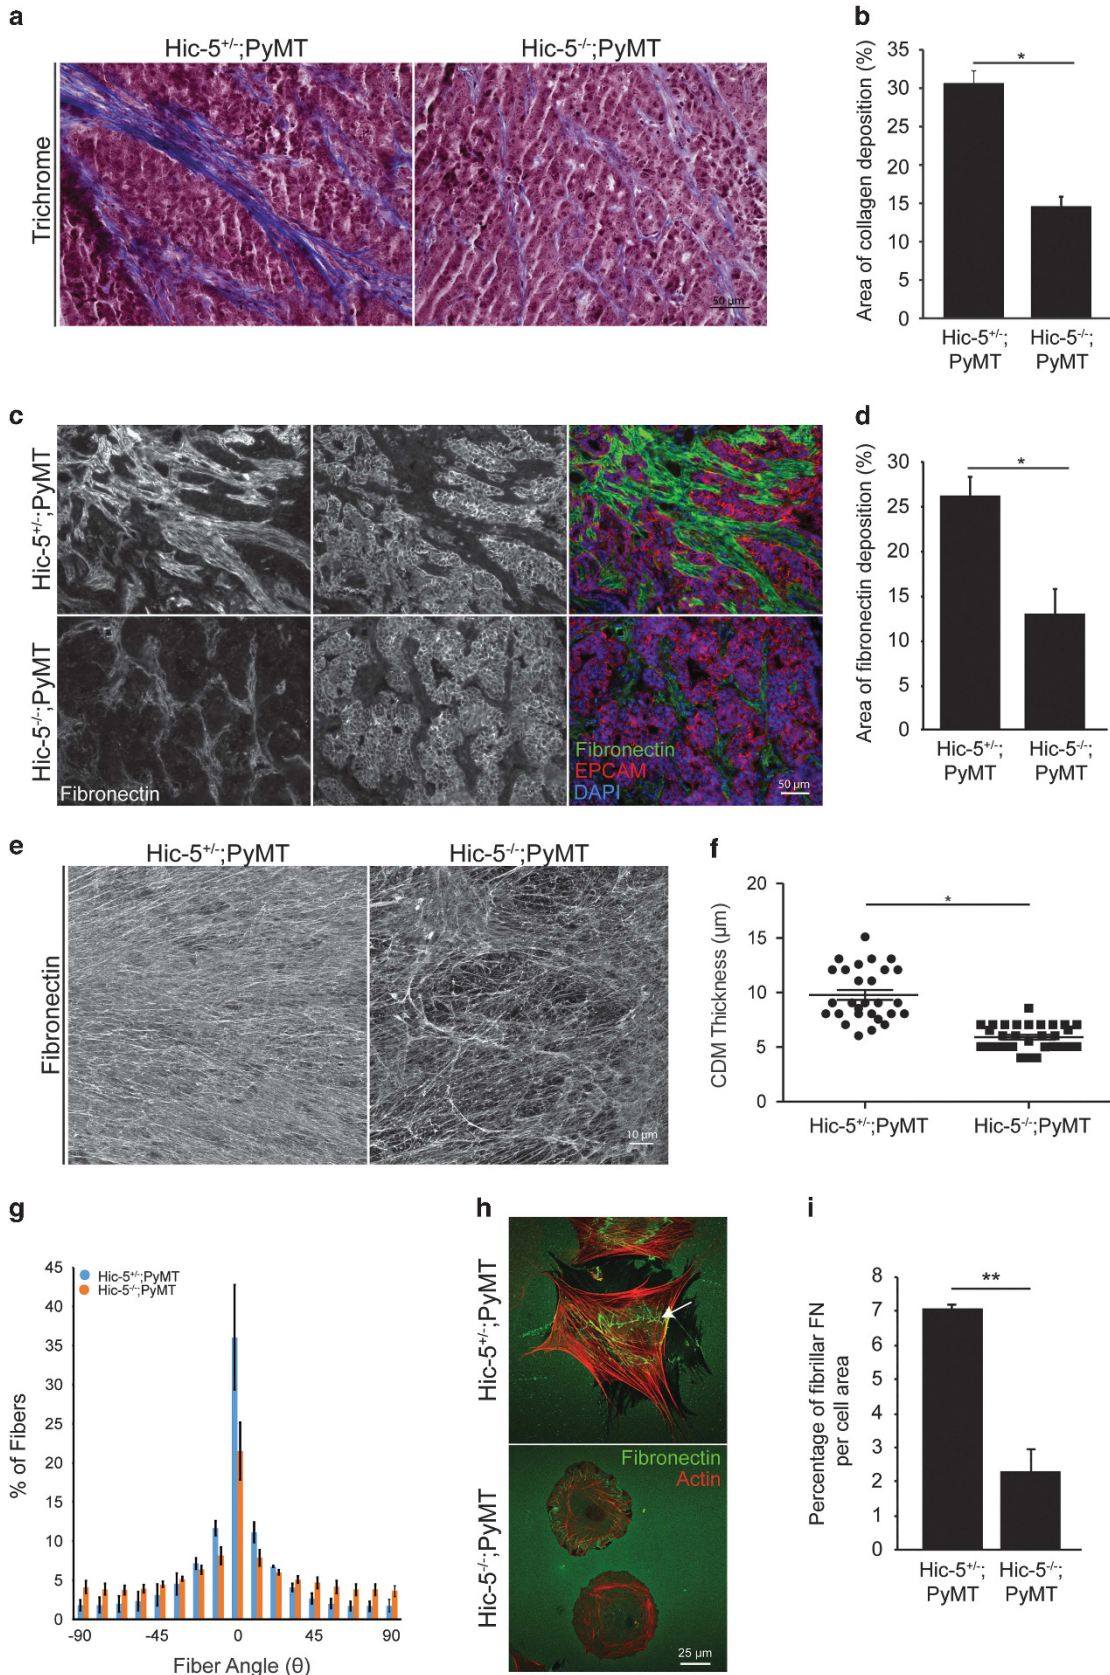 a
Hic-5+/-;PyMT
Hic-5-/-;PyMT
Trichrome
50 µm
b
Area of collagen deposition (%)
35
30
25
20
15
10
5
0
*
Hic-5+/-;
PyMT
Hic-5-/-;
PyMT
c
Hic-5+/-;PyMT
Hic-5-/-;PyMT
Fibronectin
Fibronectin
EPCAM
DAPI
50 µm
d
Area of fibronectin deposition (%)
30
25
20
15
10
5
0
*
Hic-5+/-;
PyMT
Hic-5-/-;
PyMT
e
Hic-5+/-;PyMT
Hic-5-/-;PyMT
Fibronectin
10 µm
f
CDM Thickness (µm)
20
15
10
5
0
*
Hic-5+/-;PyMT
Hic-5-/-;PyMT
g
% of Fibers
45
40
35
30
25
20
15
10
5
0
Hic-5+/-;PyMT
Hic-5-/-;PyMT
-90
-45
0
45
90
Fiber Angle (θ)
h
Hic-5+/-;PyMT
Hic-5-/-;PyMT
Fibronectin
Actin
25 µm
i
Percentage of fibrillar FN
per cell area
8
7
6
5
4
3
2
1
0
**
Hic-5+/-;
PyMT
Hic-5-/-;
PyMT